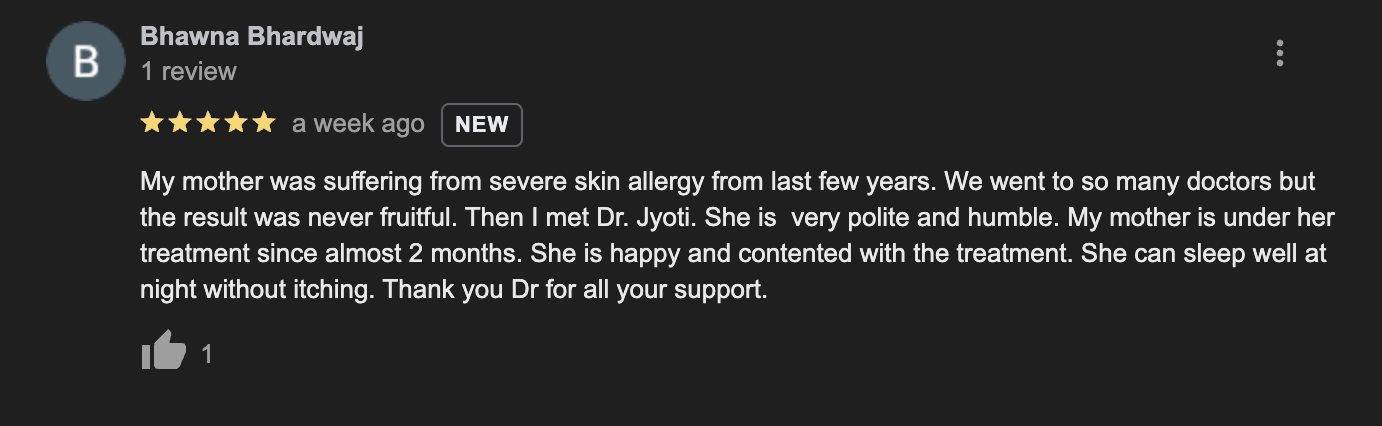 B
Bhawna Bhardwaj
1 review
a week ago NEW
My mother was suffering from severe skin allergy from last few years. We went to so many doctors but
the result was never fruitful. Then I met Dr. Jyoti. She is  very polite and humble. My mother is under her
treatment since almost 2 months. She is happy and contented with the treatment. She can sleep well at
night without itching. Thank you Dr for all your support.
1